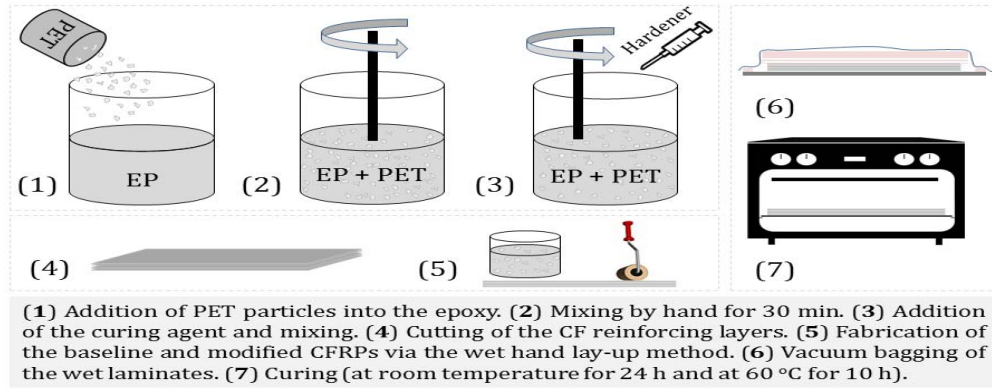 PET
Hardener
EP
EP + PET
EP + PET
(1)
(2)
(3)
(6)
(4)
(5)
(7)
(1) Addition of PET particles into the epoxy. (2) Mixing by hand for 30 min. (3) Addition
of the curing agent and mixing. (4) Cutting of the CF reinforcing layers. (5) Fabrication of
the baseline and modified CFRPs via the wet hand lay-up method. (6) Vacuum bagging of
the wet laminates. (7) Curing (at room temperature for 24 h and at 60 °C for 10 h).